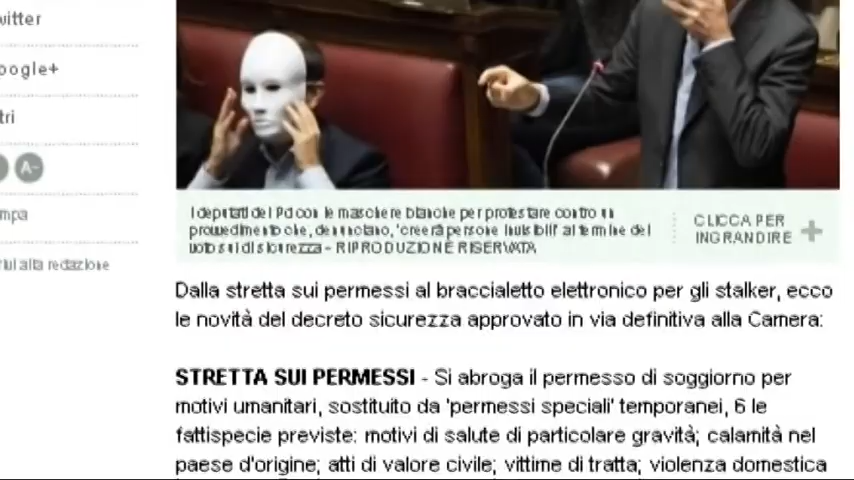 witter
oogle+
tri
A-
mpa
alla redazione
I deputati del Pd con le maschere bianche per protestare contro un
provvedimento che, denunciano, 'creerà persone invisibili' al termine del
voto sul dl sicurezza - RIPRODUZIONE RISERVATA
CLICCA PER
INGRANDIRE +
Dalla stretta sui permessi al braccialetto elettronico per gli stalker, ecco
le novità del decreto sicurezza approvato in via definitiva alla Camera:
STRETTA SUI PERMESSI - Si abroga il permesso di soggiorno per
motivi umanitari, sostituito da 'permessi speciali' temporanei, 6 le
fattispecie previste: motivi di salute di particolare gravità; calamità nel
paese d'origine; atti di valore civile; vittime di tratta; violenza domestica